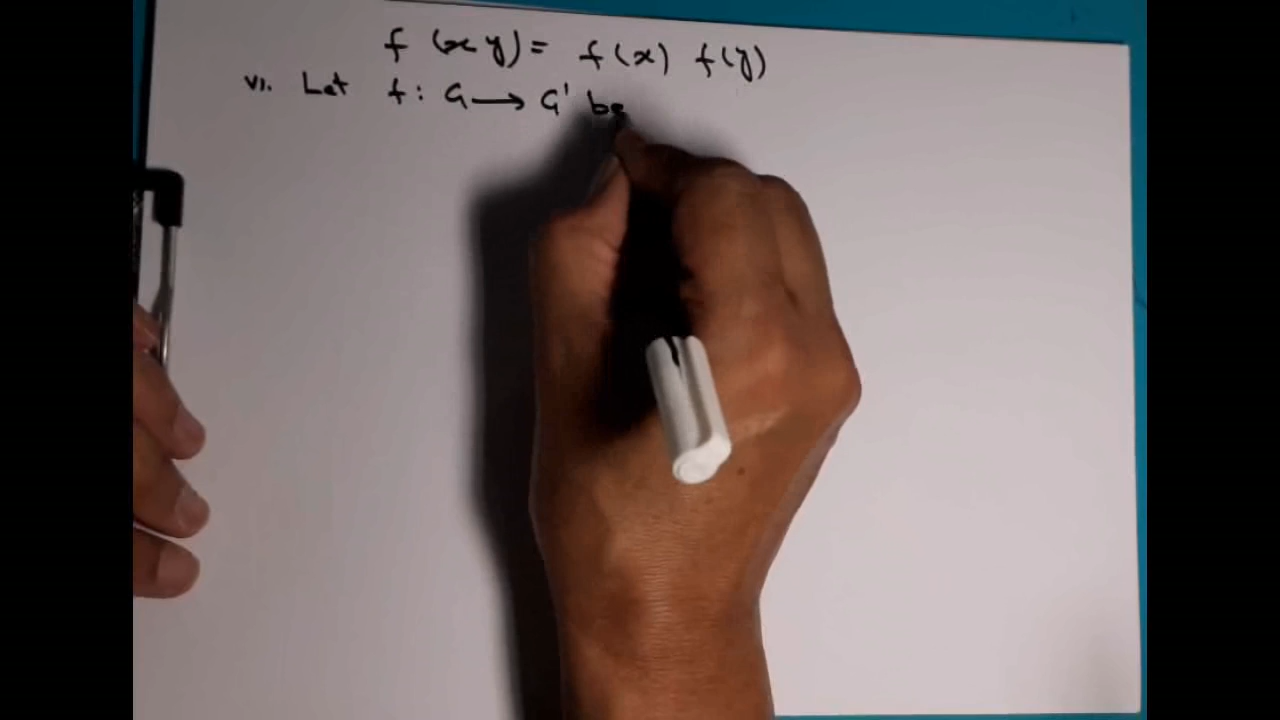 f (xy) = f(x) f(y)
vi. Let f : G ⟶ G' be